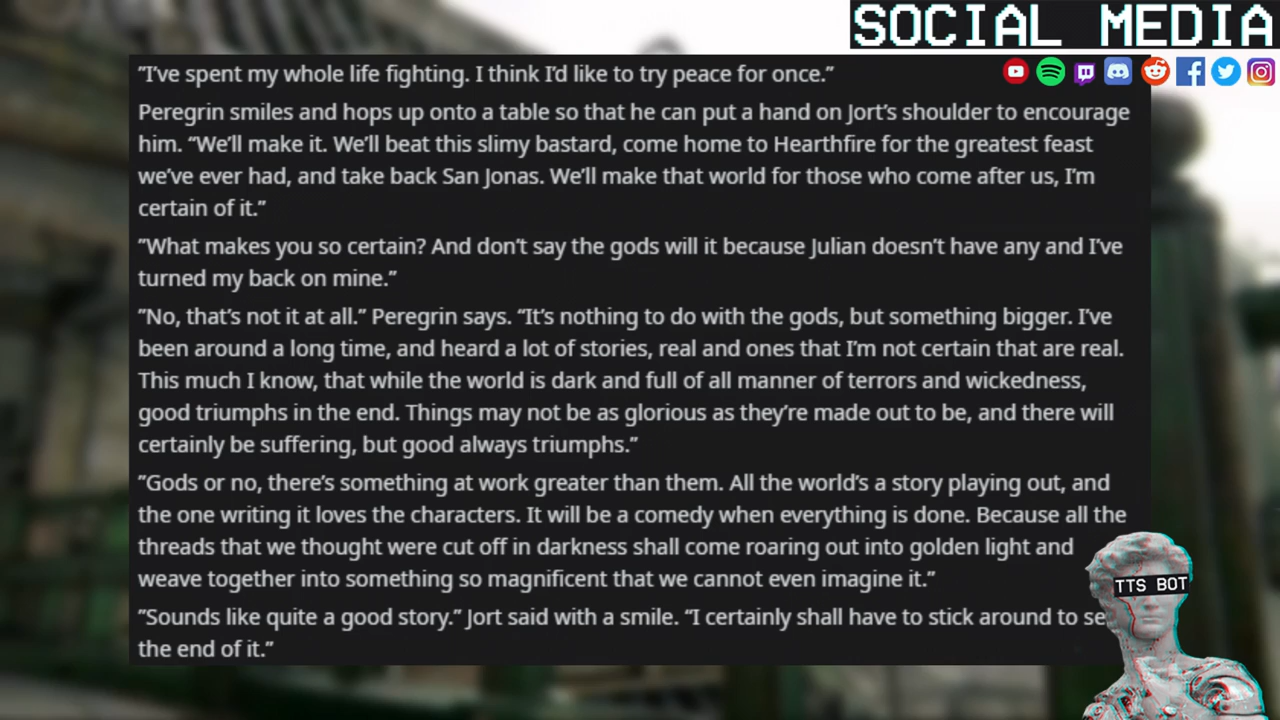 SOCIAL MEDIA
”I’ve spent my whole life fighting. I think I’d like to try peace for once.”
Peregrin smiles and hops up onto a table so that he can put a hand on Jort’s shoulder to encourage
him. “We’ll make it. We’ll beat this slimy bastard, come home to Hearthfire for the greatest feast
we’ve ever had, and take back San Jonas. We’ll make that world for those who come after us, I’m
certain of it.”
”What makes you so certain? And don’t say the gods will it because Julian doesn’t have any and I’ve
turned my back on mine.”
”No, that’s not it at all.” Peregrin says. “It’s nothing to do with the gods, but something bigger. I’ve
been around a long time, and heard a lot of stories, real and ones that I’m not certain that are real.
This much I know, that while the world is dark and full of all manner of terrors and wickedness,
good triumphs in the end. Things may not be as glorious as they’re made out to be, and there will
certainly be suffering, but good always triumphs.”
”Gods or no, there’s something at work greater than them. All the world’s a story playing out, and
the one writing it loves the characters. It will be a comedy when everything is done. Because all the
threads that we thought were cut off in darkness shall come roaring out into golden light and
weave together into something so magnificent that we cannot even imagine it.”
”Sounds like quite a good story.” Jort said with a smile. “I certainly shall have to stick around to se
the end of it.”
TTS BOT